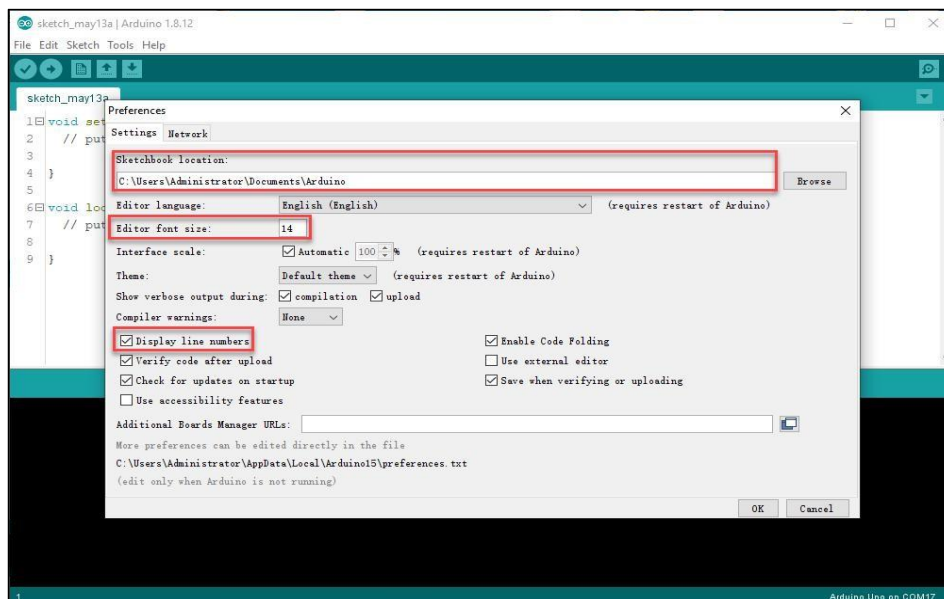 sketch_may13a | Arduino 1.8.12
File Edit Sketch Tools Help
sketch_may13a
Preferences
Settings Network
Sketchbook location:
C:\Users\Administrator\Documents\Arduino Browse
Editor language: English (English) (requires restart of Arduino)
Editor font size: 14
Interface scale: Automatic 100 % (requires restart of Arduino)
Theme: Default theme (requires restart of Arduino)
Show verbose output during: compilation upload
Compiler warnings: None
Display line numbers Enable Code Folding
Verify code after upload Use external editor
Check for updates on startup Save when verifying or uploading
Use accessibility features
Additional Boards Manager URLs:
More preferences can be edited directly in the file
C:\Users\Administrator\AppData\Local\Arduino15\preferences.txt
(edit only when Arduino is not running)
OK Cancel
1 void set
2 // put
3
4 }
5
6 void loo
7 // put
8
9 }
1 Arduino Uno on COM17